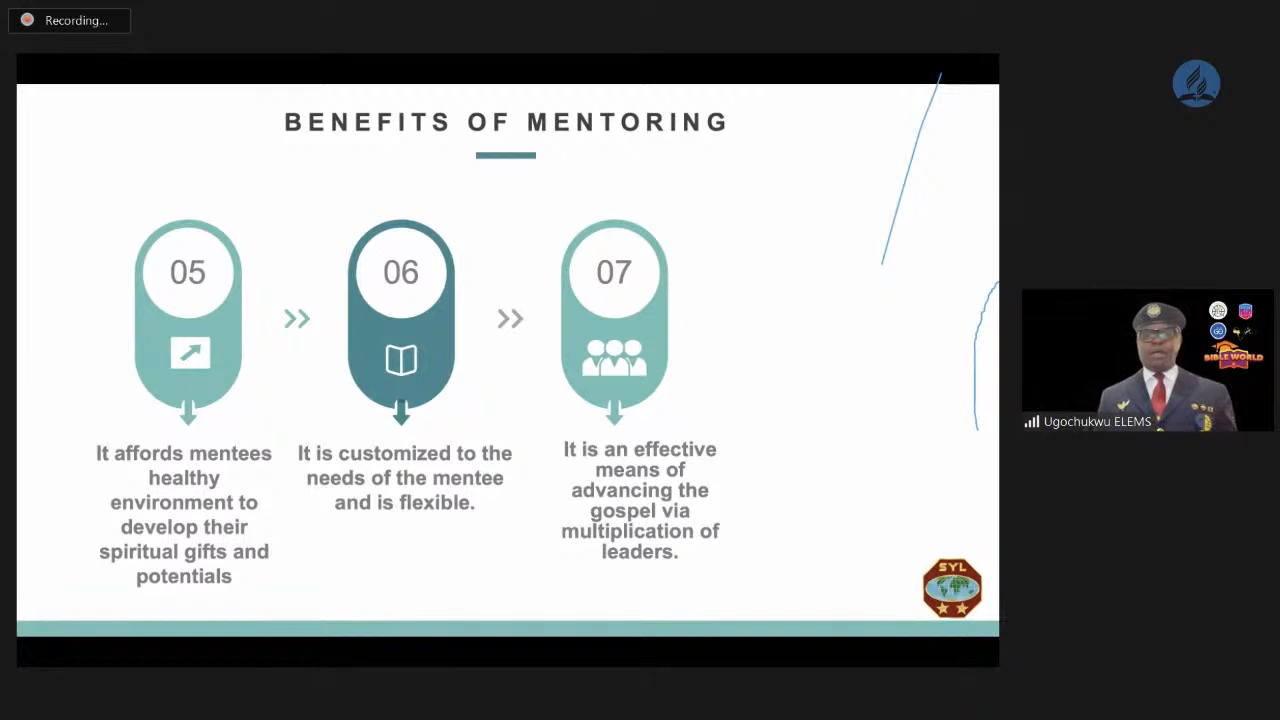 Recording...
BENEFITS OF MENTORING
05
06
07
It affords mentees
healthy
environment to
develop their
spiritual gifts and
potentials
It is customized to the
needs of the mentee
and is flexible.
It is an effective
means of
advancing the
gospel via
multiplication of
leaders.
SYL
BIBLE WORLD
Ugochukwu ELEMS